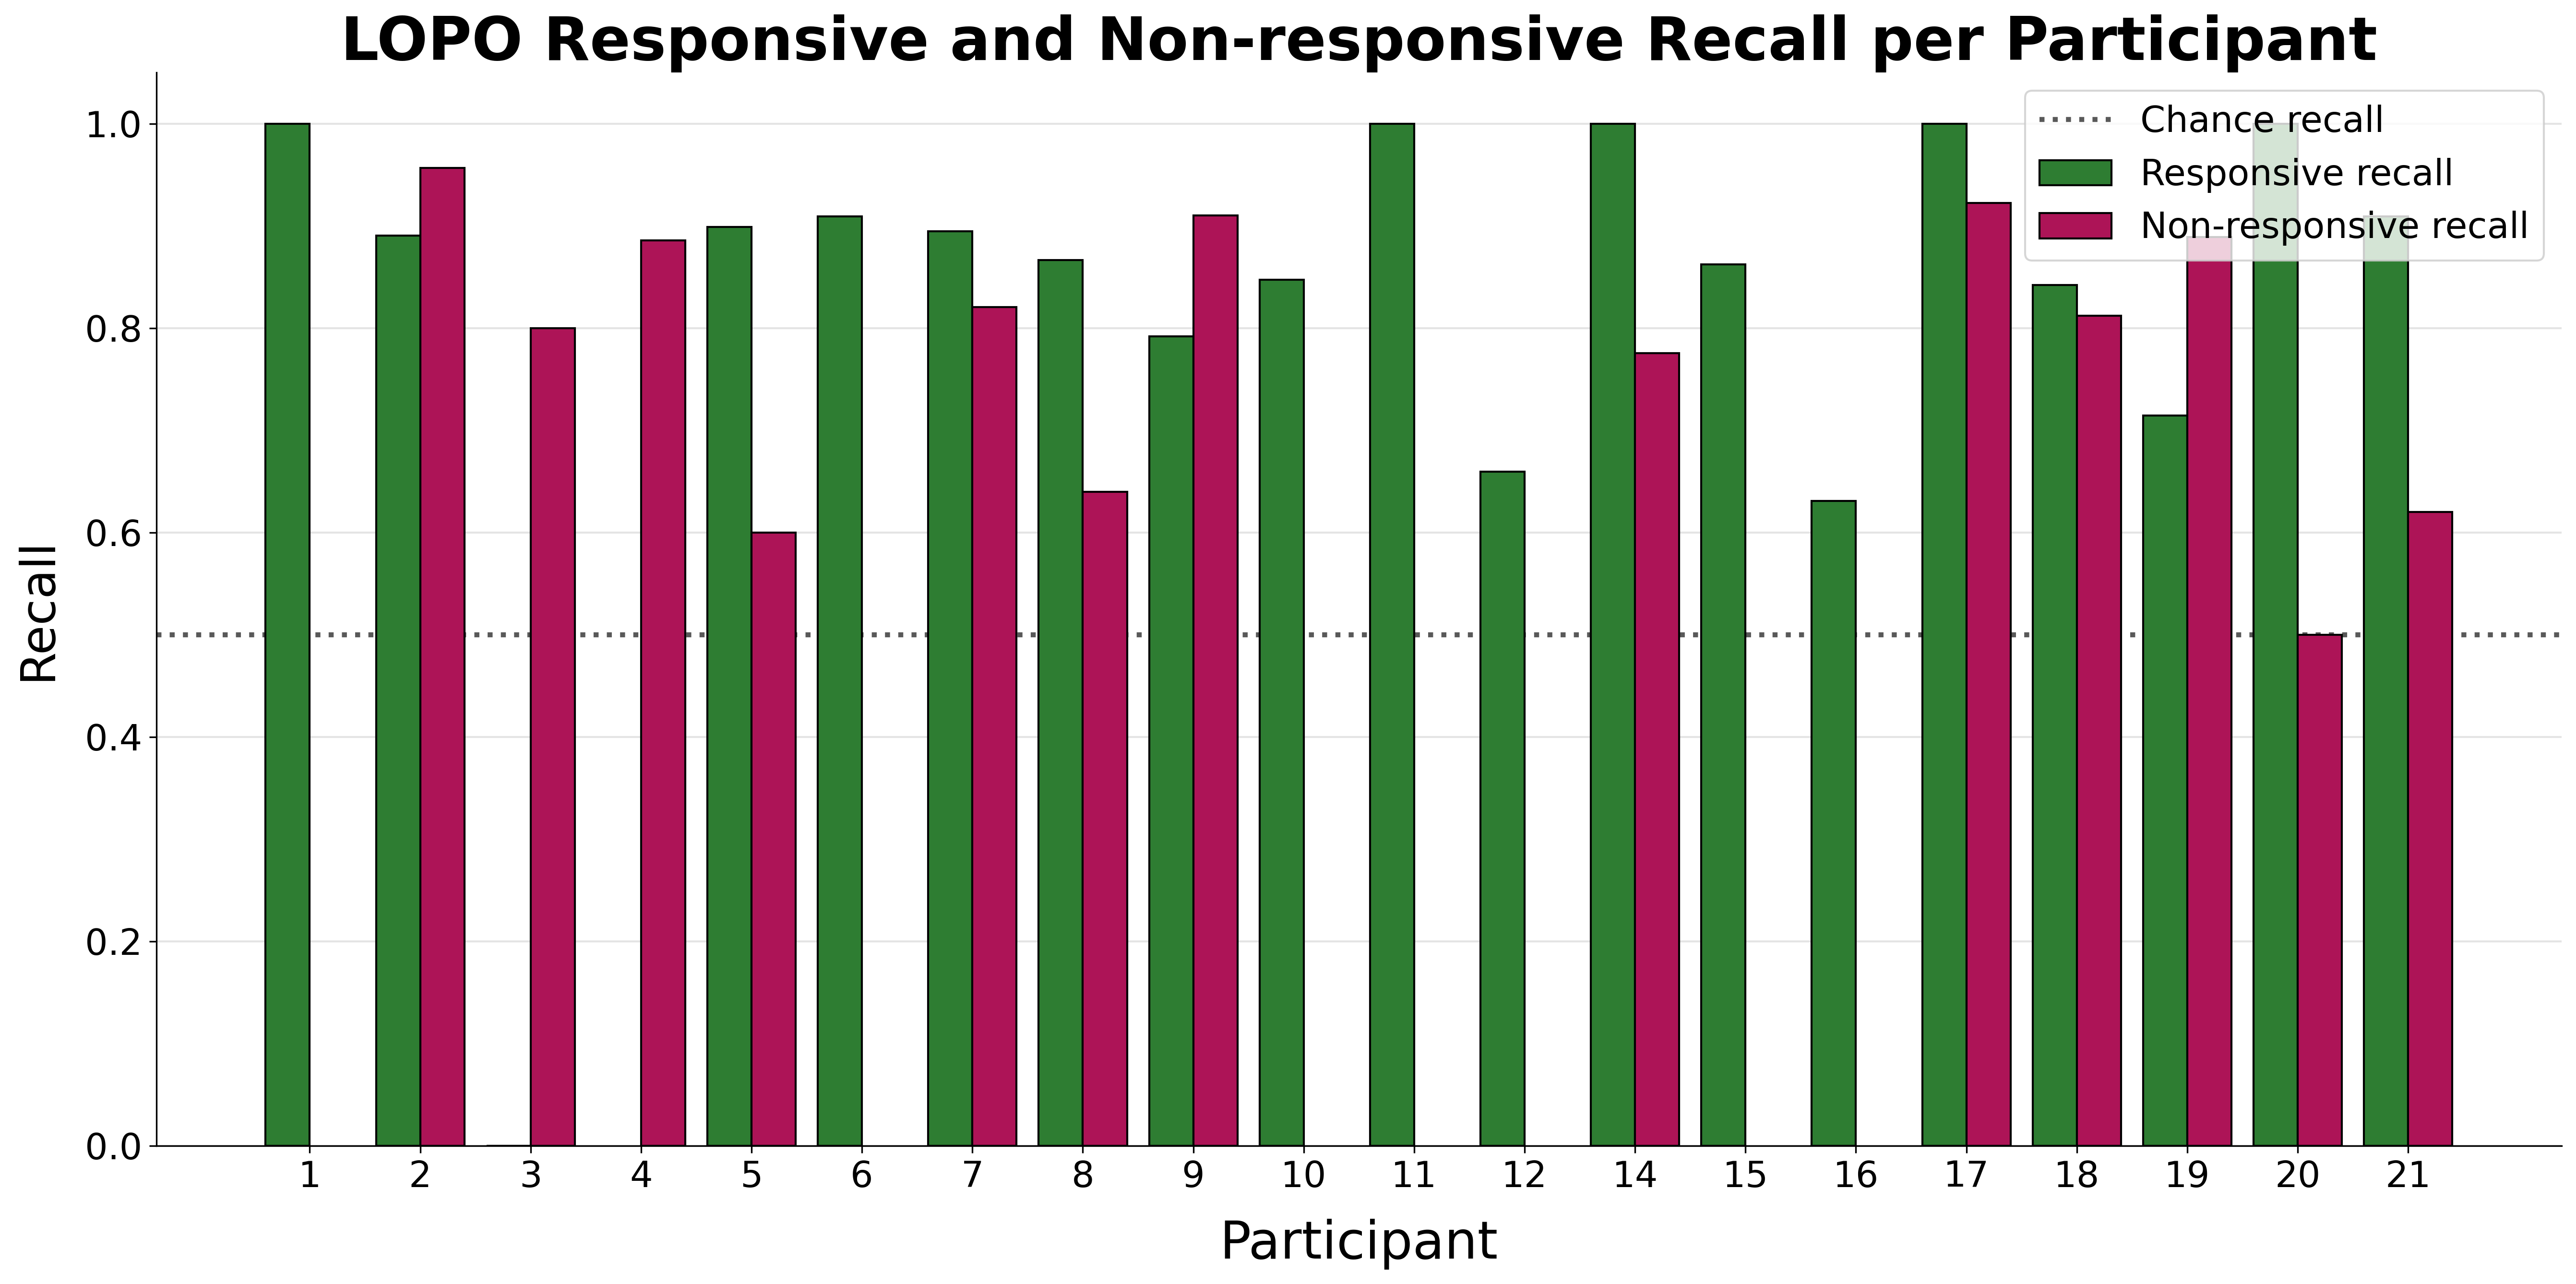 LOPO Responsive and Non-responsive Recall per Participant
Chance recall
Responsive recall
Non-responsive recall
Recall
1.0
0.8
0.6
0.4
0.2
0.0
1 2 3 4 5 6 7 8 9 10 11 12 14 15 16 17 18 19 20 21
Participant